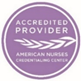 ACCREDITED
PROVIDER
AMERICAN NURSES
CREDENTIALING CENTER